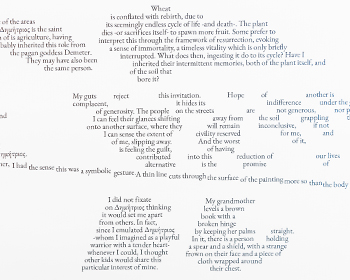 Wheat
is conflated with rebirth, due to
its seemingly endless cycle of life -and death-. The plant
dies -or sacrifices itself- to spawn more fruit. Some prefer to
interpret this through the framework of resurrection, evoking
a sense of immortality, a timeless vitality which is only briefly
interrupted. What does then, ingesting it do to its eater? Have I
inherited their intermittent memories, both of the plant itself, and
of the soil that
bore it?
of the areas
Δημήτριος is the saint
of is agriculture, having
bably inherited this role from
the pagan goddess Demeter.
They may have also been
the same person.
My guts reject this invitation. Hope of another is
complacent, it hides its indifference under the
of generosity. The people on the streets are not generous, nor
I can feel their glances shifting away from the soil grappling
onto another surface, where they will remain inconclusive, if not
I can sense the extent of civility reserved for me, and
of me, slipping away. And the worst of it,
is feeling the guilt, of having
contributed into this reduction of our lives
alternative is the promise of
I had the sense this was a symbolic gesture. A thin line cuts through the surface of the painting more so than the body
I did not fixate
on Δημήτριος thinking
it would set me apart
from others. In fact,
since I emulated Δημήτριος
-whom I imagined as a playful
warrior with a tender heart-
whenever I could, I thought
other kids would share this
particular interest of mine.
My grandmother
levels a brown
book with a
broken hinge
by keeping her palms straight.
In it, there is a person holding
a spear and a shield, with a strange
frown on their face and a piece of
cloth wrapped around
their chest.